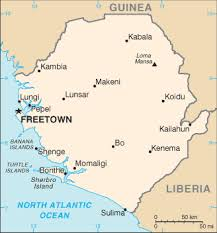 GUINEA
Kabala
Loma
Mansa
Kambia
Makeni
Lungi
Lunsar
Koidu
Pepel
FREETOWN
Kailahun
BANANA ISLANDS
Bo
Kenema
Shenge
TURTLE
ISLANDS
Momaligi
Bonthe
Sherbro
Island
LIBERIA
NORTH ATLANTIC
OCEAN
Sulima
0 50 km
0 50 mi